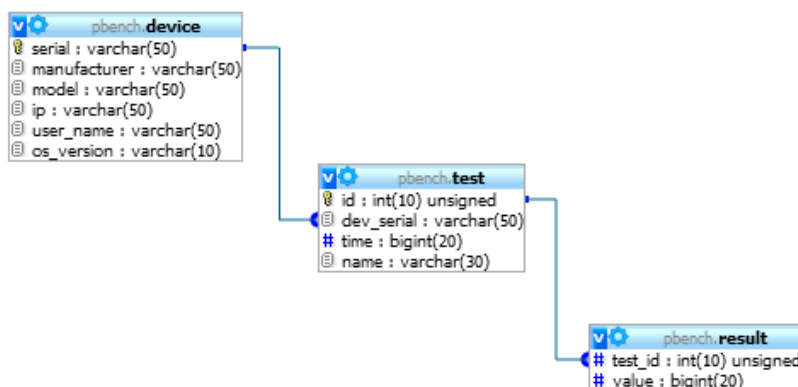 pbench.device
serial : varchar(50)
manufacturer : varchar(50)
model : varchar(50)
ip : varchar(50)
user_name : varchar(50)
os_version : varchar(10)
pbench.test
id : int(10) unsigned
dev_serial : varchar(50)
# time : bigint(20)
name : varchar(30)
pbench.result
# test_id : int(10) unsigned
# value : bigint(20)